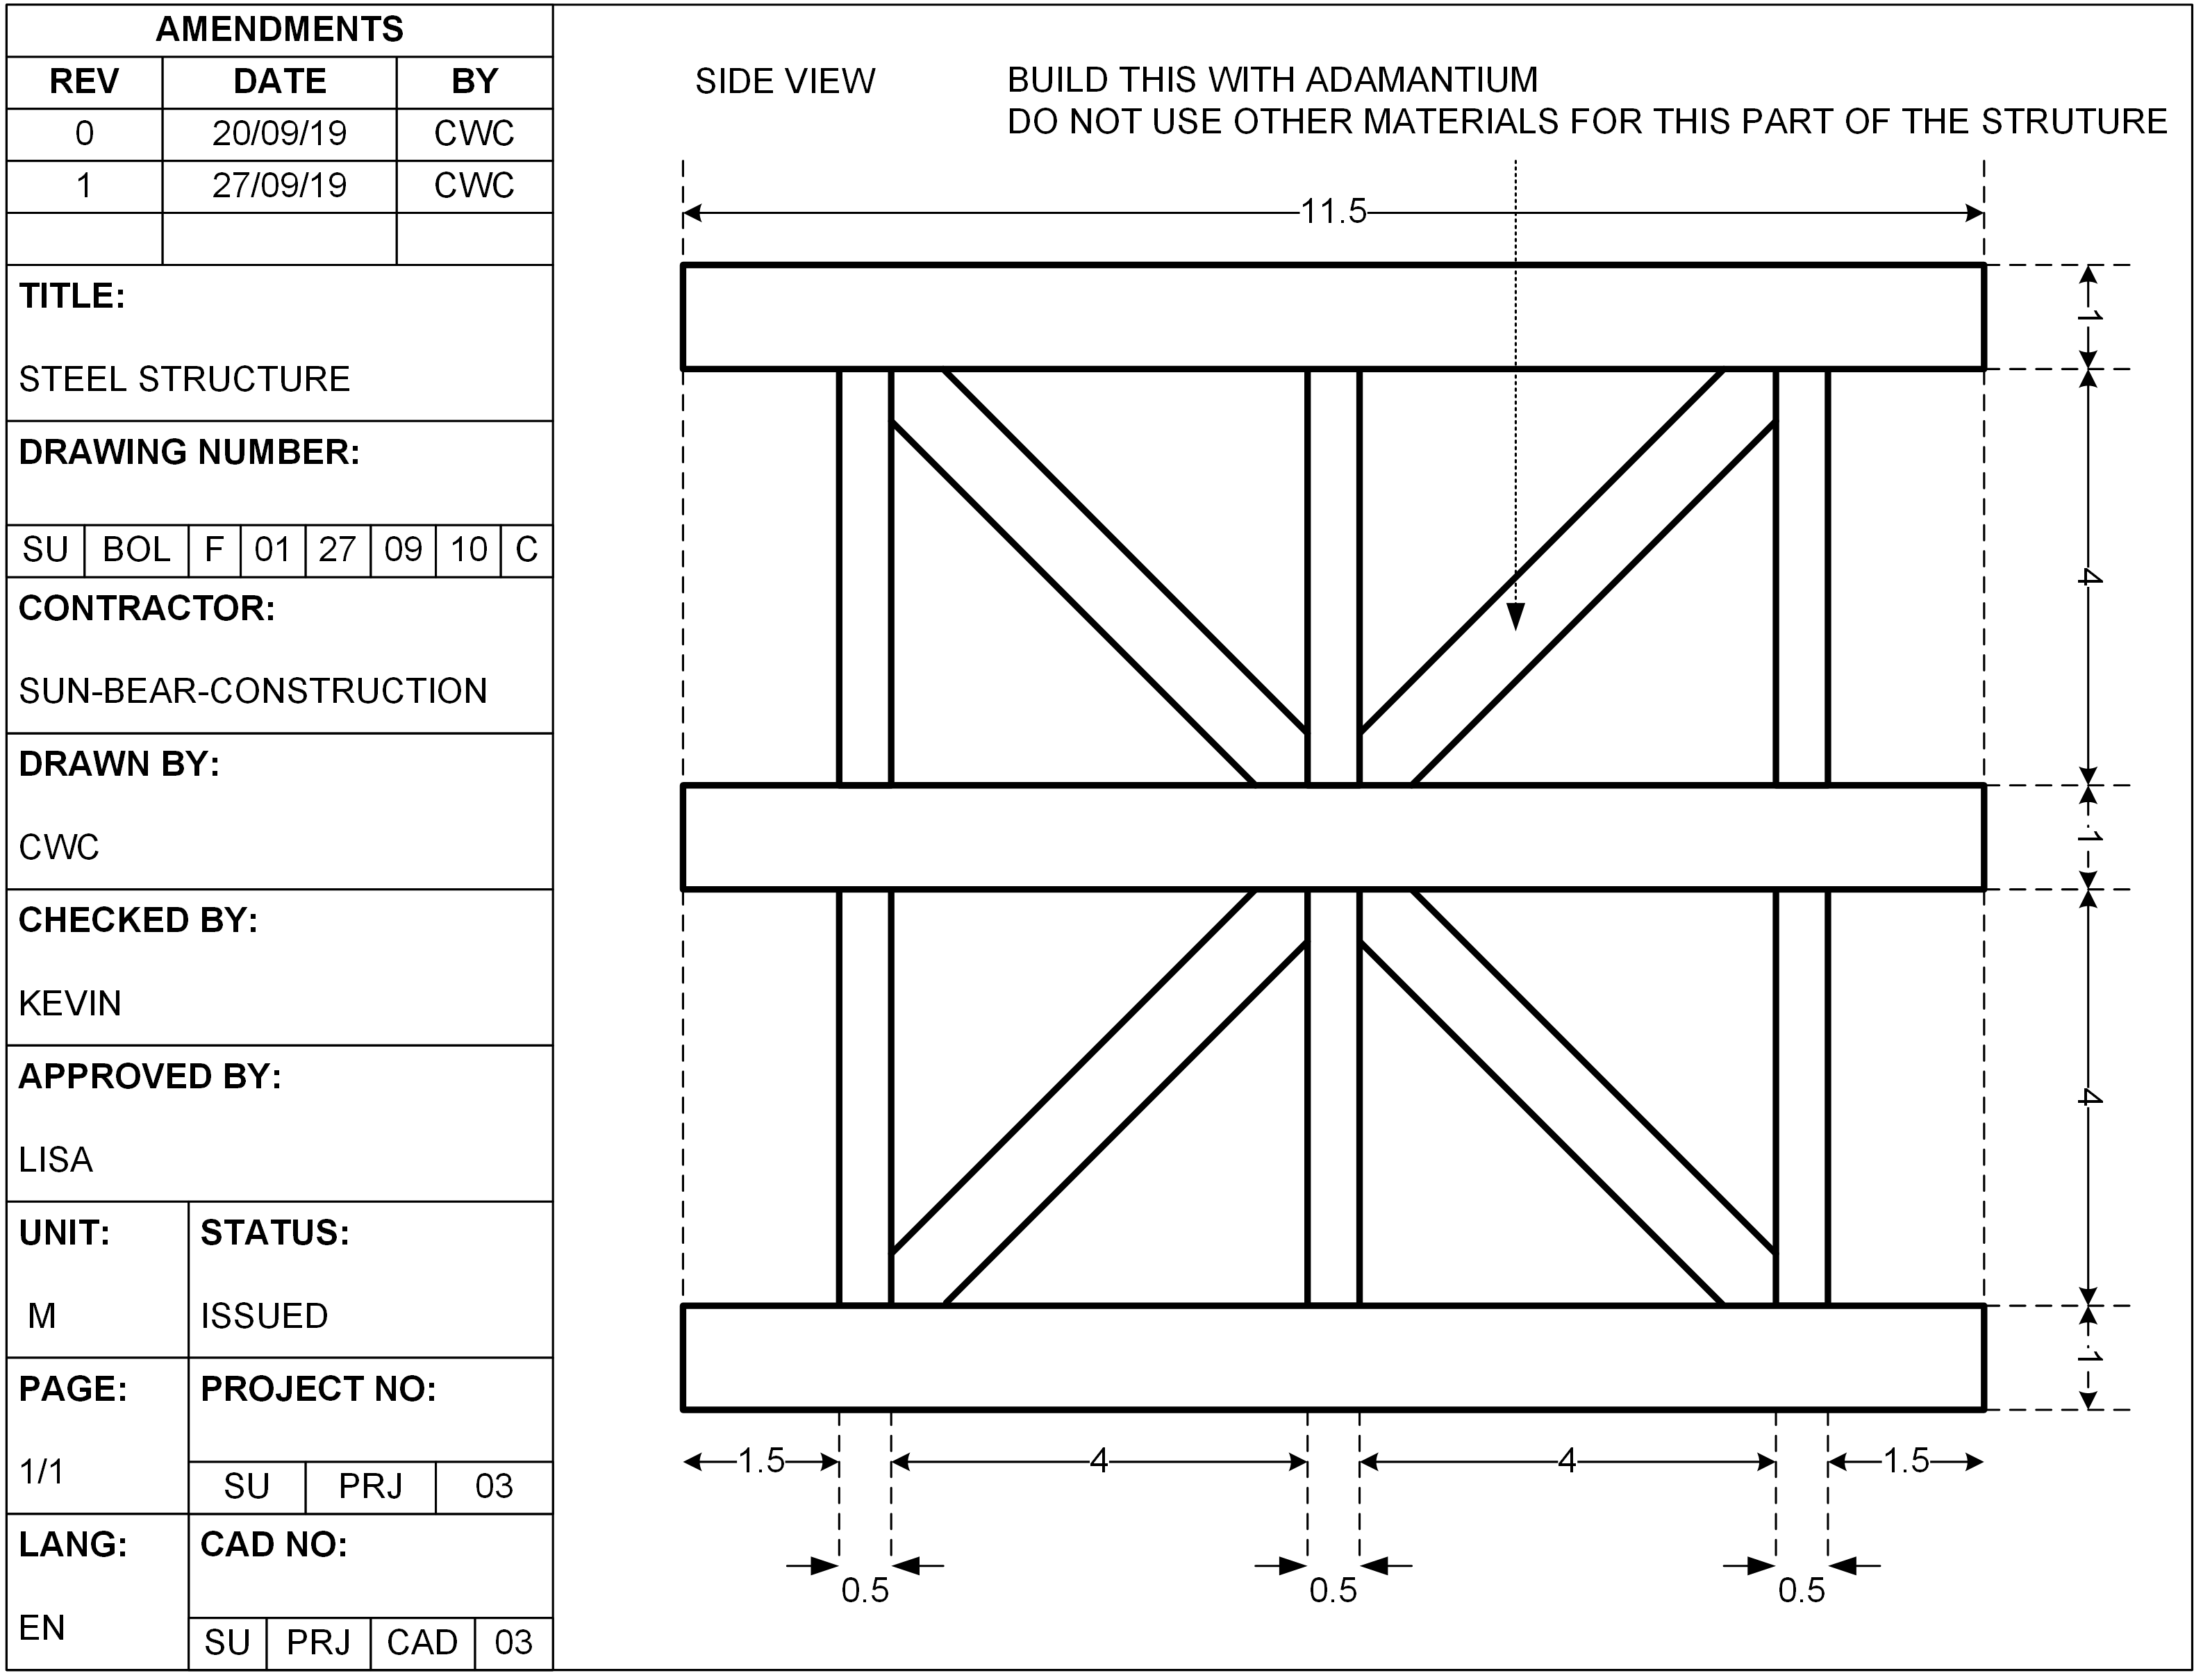 AMENDMENTS
REV DATE BY
0 20/09/19 CWC
1 27/09/19 CWC
TITLE:
STEEL STRUCTURE
DRAWING NUMBER:
SU BOL F 01 27 09 10 C
CONTRACTOR:
SUN-BEAR-CONSTRUCTION
DRAWN BY:
CWC
CHECKED BY:
KEVIN
APPROVED BY:
LISA
UNIT: STATUS:
M ISSUED
PAGE: PROJECT NO:
1/1
SU PRJ 03
LANG: CAD NO:
EN
SU PRJ CAD 03
SIDE VIEW
BUILD THIS WITH ADAMANTIUM
DO NOT USE OTHER MATERIALS FOR THIS PART OF THE STRUTURE
11.5
1
4
1
4
1
1.5 4 4 1.5
0.5 0.5 0.5